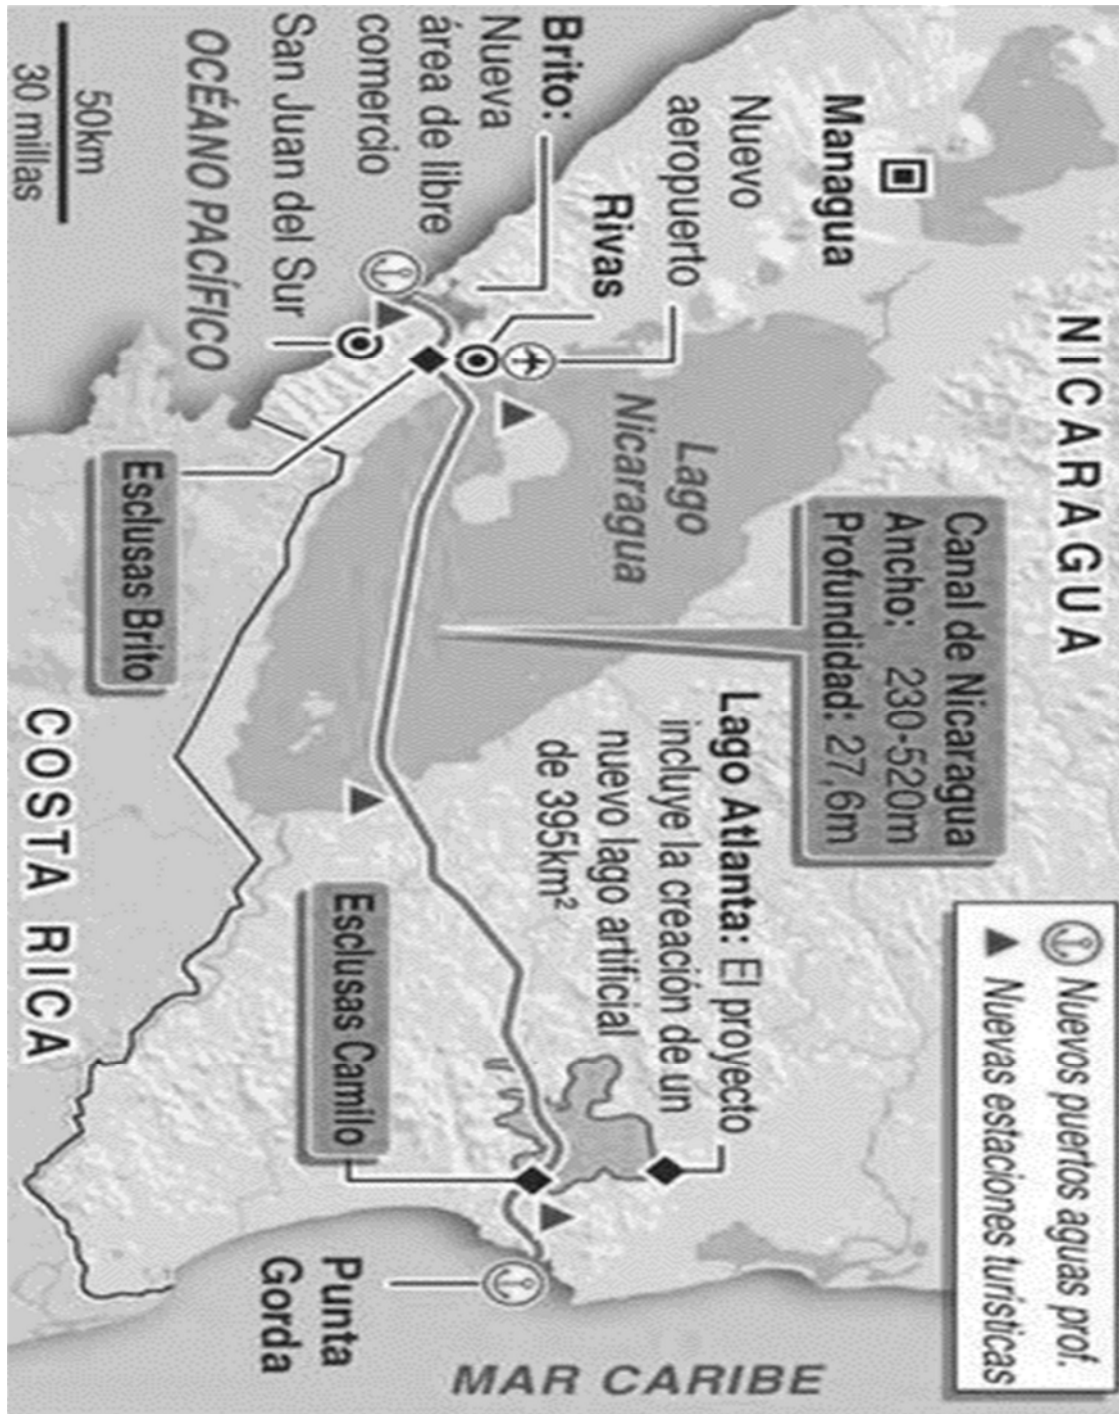 NICARAGUA
Nuevos puertos aguas prof.
Nuevas estaciones turísticas
Canal de Nicaragua
Ancho: 230-520m
Profundidad: 27,6m
Managua
Nuevo
aeropuerto
Rivas
Brito:
Nueva
área de libre
comercio
San Juan del Sur
OCÉANO PACÍFICO
50km
30 millas
Lago
Nicaragua
Lago Atlanta: El proyecto
incluye la creación de un
nuevo lago artificial
de 395km²
Esclusas Brito
Esclusas Camilo
COSTA RICA
Punta
Gorda
MAR CARIBE